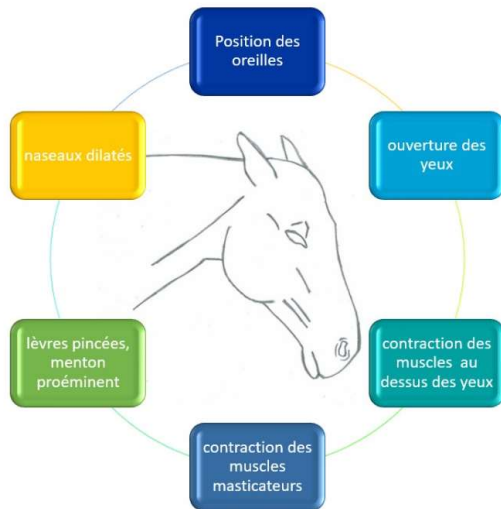 Position des
oreilles
ouverture des
yeux
contraction des
muscles au
dessus des yeux
contraction des
muscles
masticateurs
lèvres pincées,
menton
proéminent
naseaux dilatés